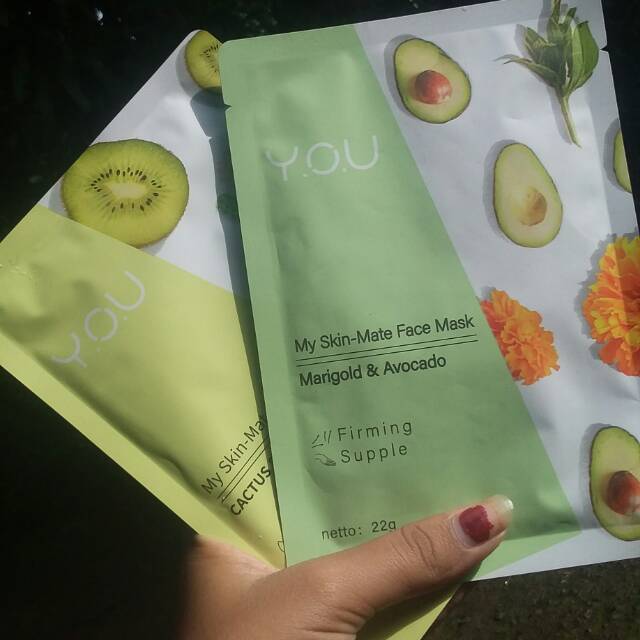 Y.O.U
My Skin-Mate Face Mask
Marigold & Avocado
Firming
Supple
netto: 22g
Y.O.U
My Skin-Ma
CACTUS